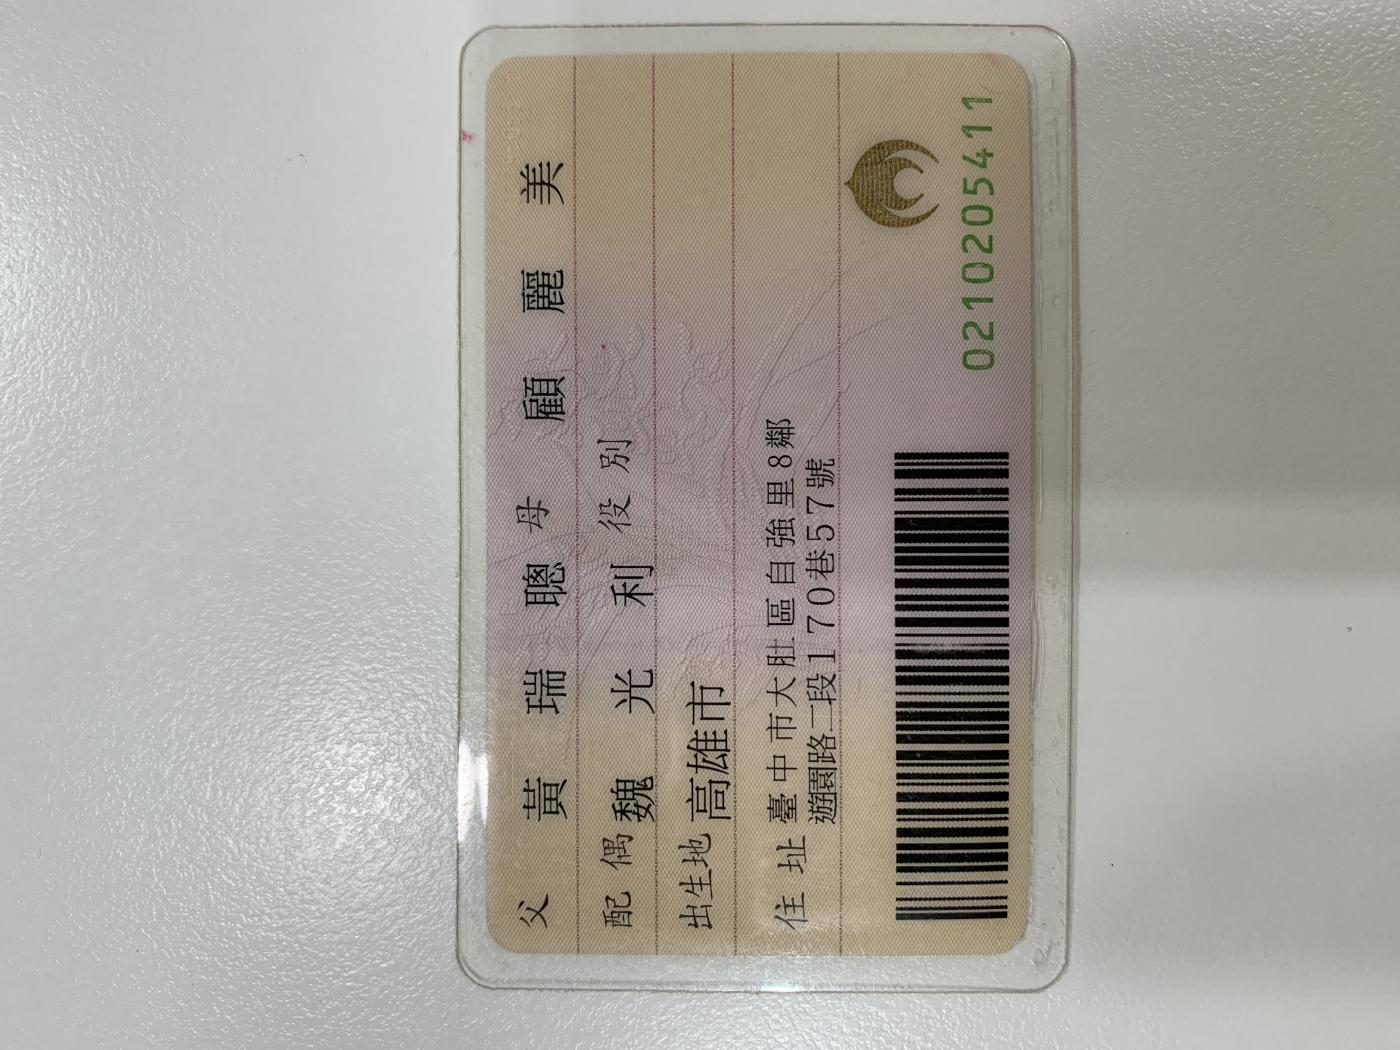 父 黃瑞聰 母 顧麗美
配偶 魏光利 役別
出生地 高雄市
住址 臺中市大肚區自強里8鄰
遊園路二段170巷57號
0210205411